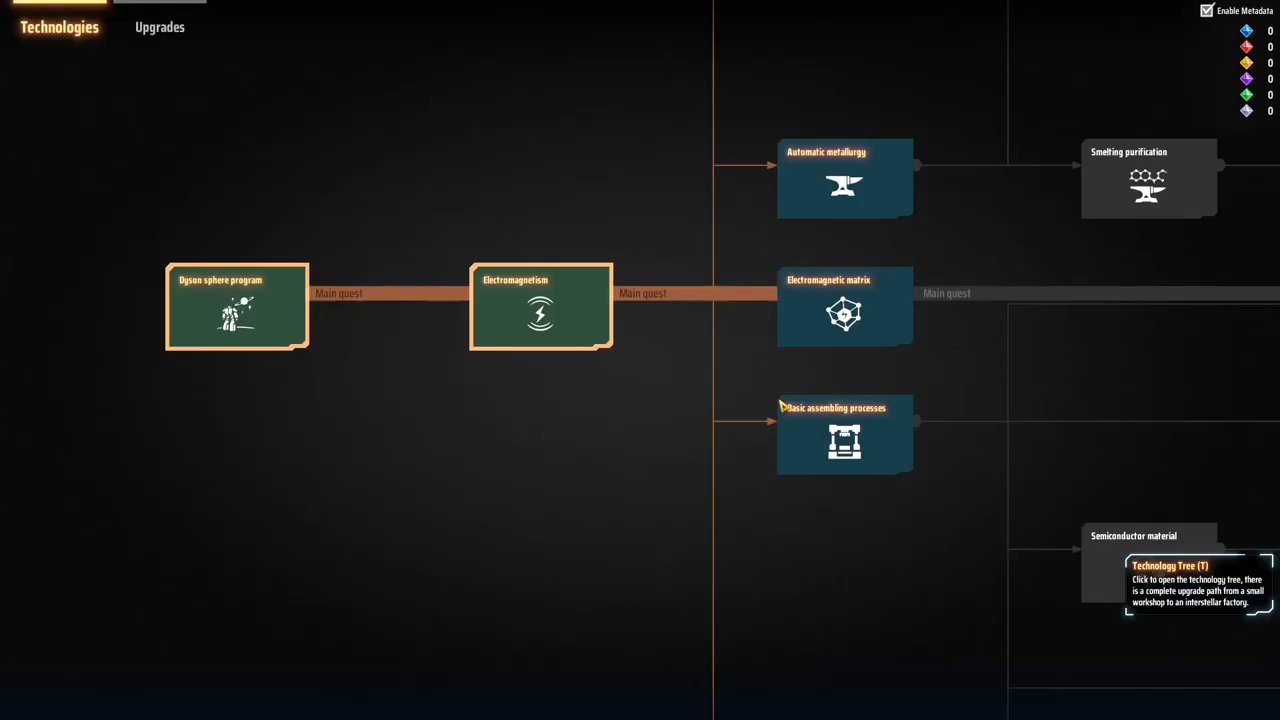 Technologies
Upgrades
Enable Metadata
0
0
0
0
0
0
Automatic metallurgy
Smelting purification
Dyson sphere program
Main quest
Electromagnetism
Main quest
Electromagnetic matrix
Main quest
Basic assembling processes
Semiconductor material
Technology Tree (T)
Click to open the technology tree, there
is a complete upgrade path from a small
workshop to an interstellar factory.